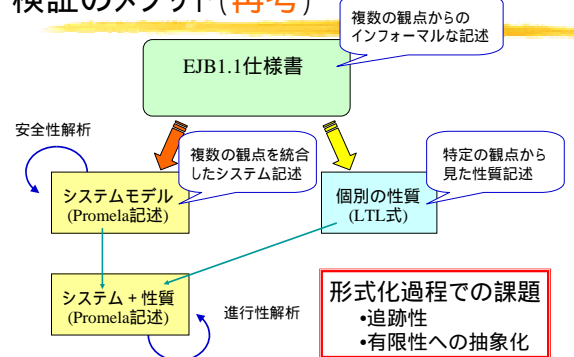 検証のメリット(再考)
複数の観点からの
インフォーマルな記述
EJB1.1仕様書
安全性解析
複数の観点を統合
したシステム記述
特定の観点から
見た性質記述
システムモデル
(Promela記述)
個別の性質
(LTL式)
システム + 性質
(Promela記述)
進行性解析
形式化過程での課題
•追跡性
•有限性への抽象化